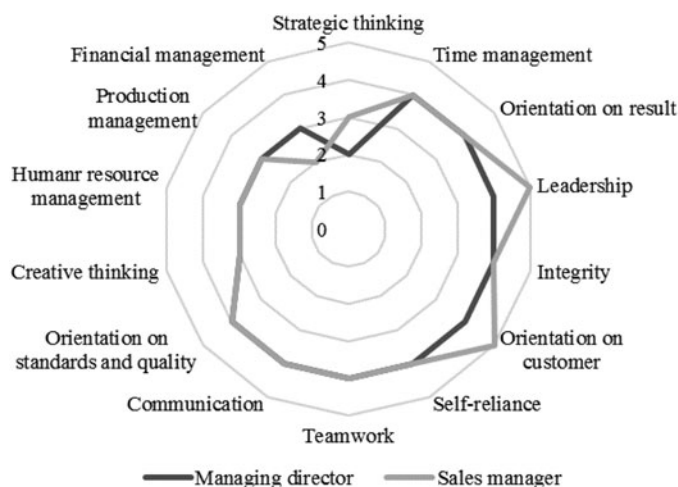 Strategic thinking
5
Financial management
Time management
4
Production
management
3
Orientation on result
2
Humanr resource
management
1
Leadership
0
Creative thinking
Integrity
Orientation on
standards and quality
Orientation on
customer
Communication
Self-reliance
Teamwork
Managing director
Sales manager